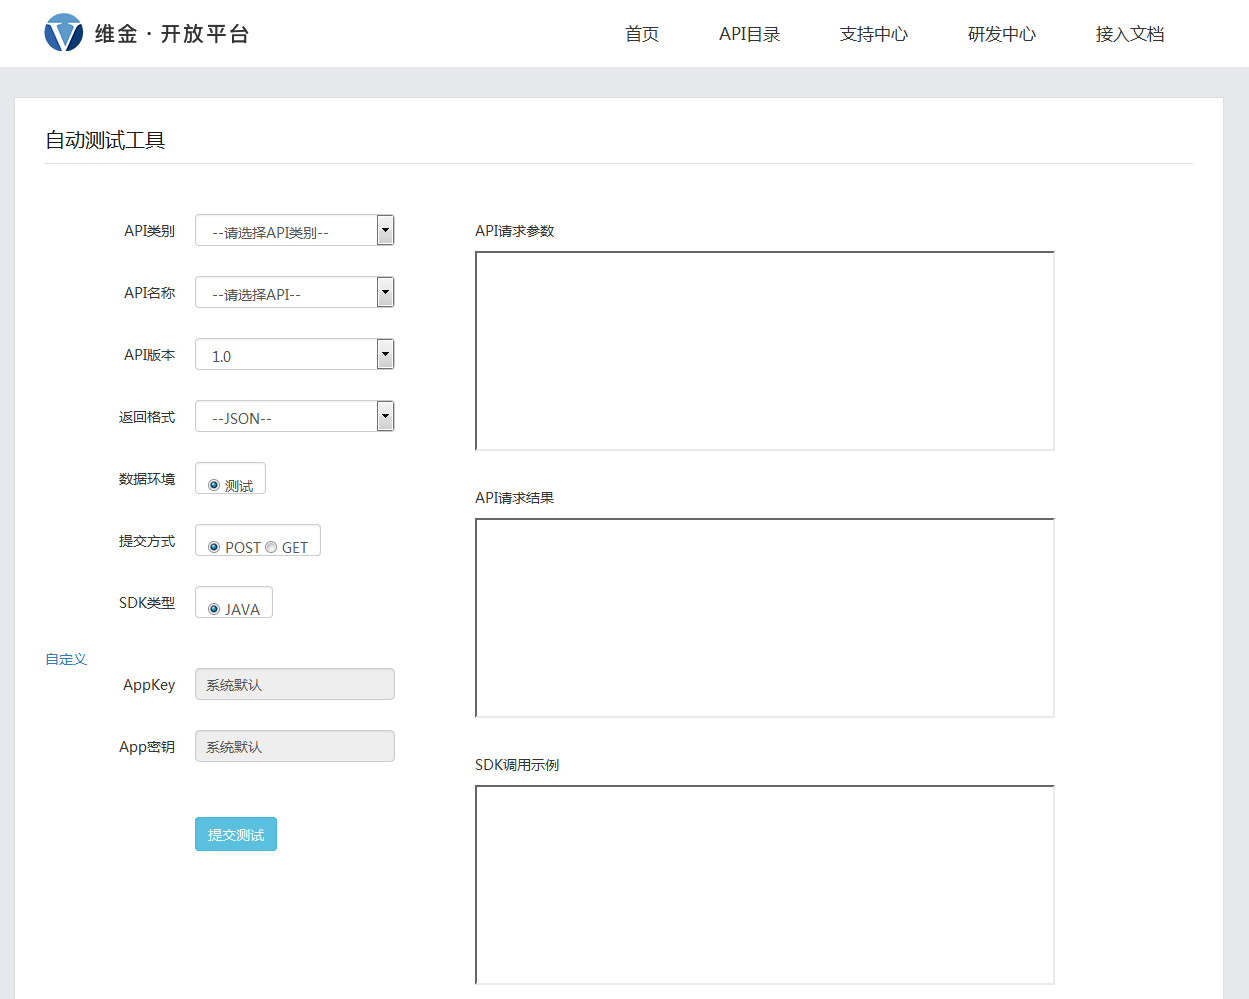 维金 · 开放平台
首页 API目录 支持中心 研发中心 接入文档
自动测试工具
API类别 --请选择API类别--
API名称 --请选择API--
API版本 1.0
返回格式 --JSON--
数据环境 测试
提交方式 POST GET
SDK类型 JAVA
自定义
AppKey 系统默认
App密钥 系统默认
提交测试
API请求参数
API请求结果
SDK调用示例